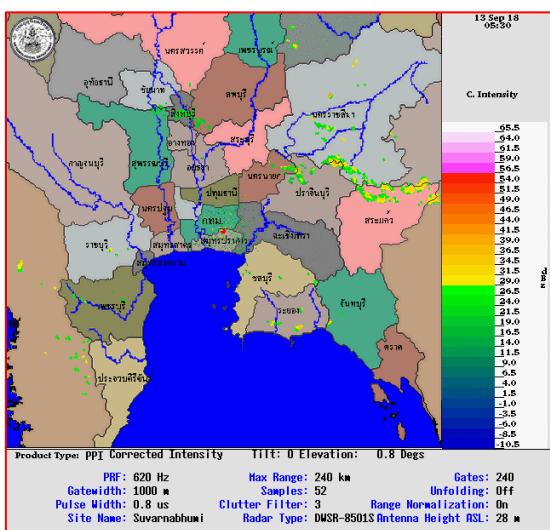 13 Sep 18
05:30
C. Intensity
นครสวรรค์
เพชรบูรณ์
อุทัยธานี
ชัยนาท
ลพบุรี
สิงห์บุรี
นครราชสีมา
อ่างทอง
สระบุรี
กาญจนบุรี
สุพรรณบุรี
อยุธยา
นครนายก
ปราจีนบุรี
ปทุมธานี
นครปฐม
กทม.
สระแก้ว
ราชบุรี
สมุทรสาคร
สมุทรปราการ
ฉะเชิงเทรา
สมุทรสงคราม
ชลบุรี
เพชรบุรี
จันทบุรี
ระยอง
ตราด
ประจวบคีรีขันธ์
65.5
64.0
61.5
59.0
56.5
54.0
51.5
49.0
46.5
44.0
41.5
39.0
36.5
34.0
31.5
29.0
26.5
24.0
21.5
19.0
16.5
14.0
11.5
9.0
6.5
4.0
1.5
-1.0
-3.5
-6.0
-8.5
-10.5
Product Type: PPI Corrected Intensity Tilt: 0 Elevation: 0.8 Degs
PRF: 620 Hz Max Range: 240 km Gates: 240
Gatewidth: 1000 m Samples: 52 Unfolding: Off
Pulse Width: 0.8 us Clutter Filter: 3 Range Normalization: On
Site Name: Suvarnabhumi Radar Type: DWSR-8501S Antenna Height ASL: 28 m